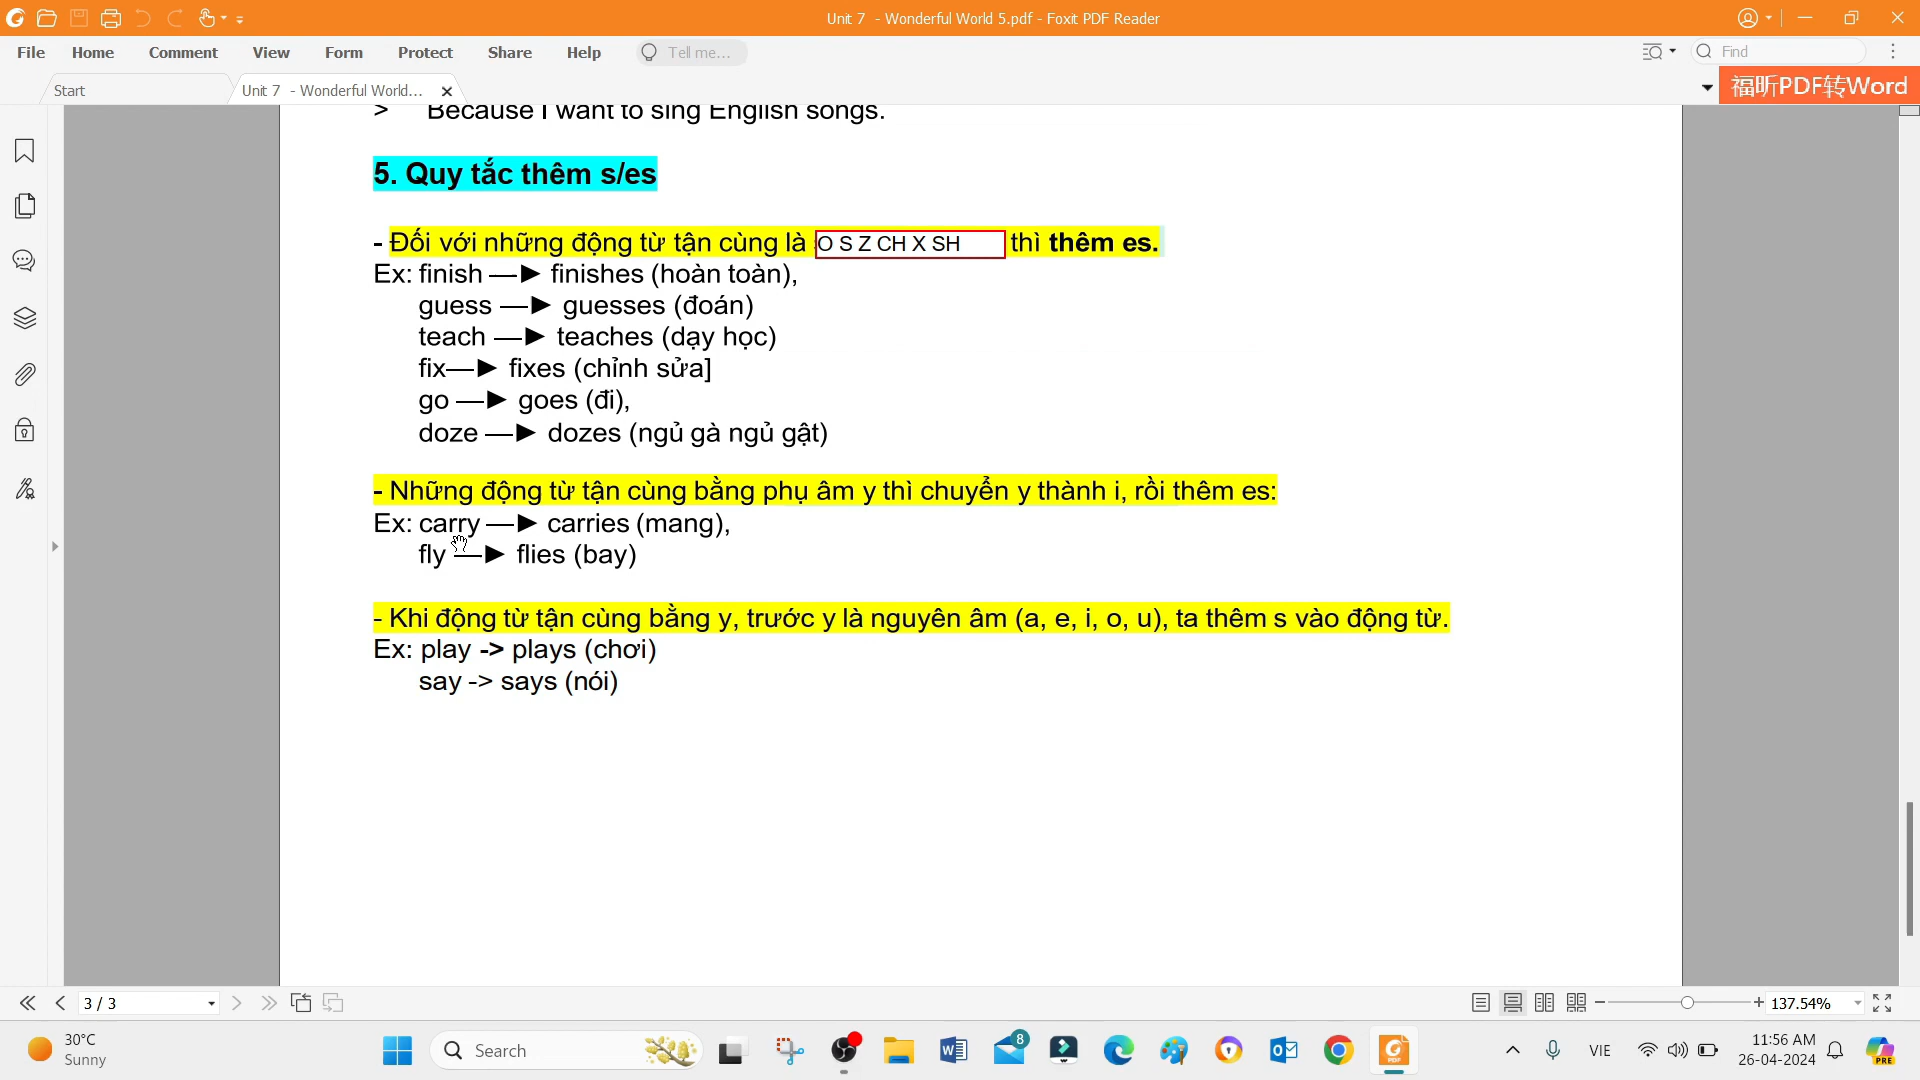 Unit 7 - Wonderful World 5.pdf - Foxit PDF Reader
File Home Comment View Form Protect Share Help Tell me... Find
Start Unit 7 - Wonderful World... 福昕PDF转Word
> Because I want to sing English songs.
5. Quy tắc thêm s/es
- Đối với những động từ tận cùng là O S Z CH X SH thì thêm es.
Ex: finish —► finishes (hoàn toàn),
guess —► guesses (đoán)
teach —► teaches (dạy học)
fix—► fixes (chỉnh sửa]
go —► goes (đi),
doze —► dozes (ngủ gà ngủ gật)
- Những động từ tận cùng bằng phụ âm y thì chuyển y thành i, rồi thêm es:
Ex: carry —► carries (mang),
fly —► flies (bay)
- Khi động từ tận cùng bằng y, trước y là nguyên âm (a, e, i, o, u), ta thêm s vào động từ.
Ex: play -> plays (chơi)
say -> says (nói)
3 / 3 137.54%
30°C
Sunny
Search
8
VIE
11:56 AM
26-04-2024
PRE